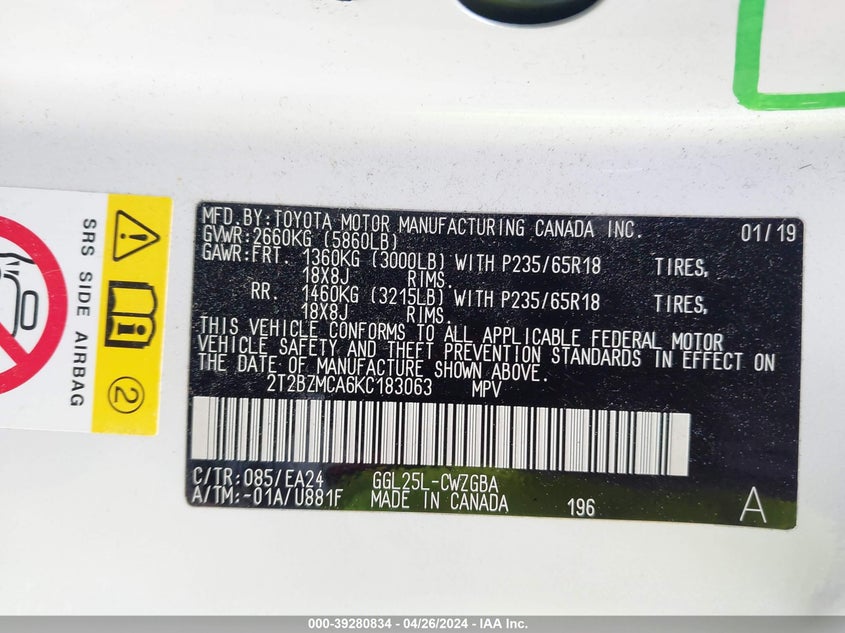 MFD.BY:TOYOTA MOTOR MANUFACTURING CANADA INC. 01/19
GVWR:2660KG (5860LB)
GAWR:FRT. 1360KG (3000LB) WITH P235/65R18 TIRES,
18X8J RIMS.
RR. 1460KG (3215LB) WITH P235/65R18 TIRES,
18X8J RIMS.
THIS VEHICLE CONFORMS TO ALL APPLICABLE FEDERAL MOTOR
VEHICLE SAFETY AND THEFT PREVENTION STANDARDS IN EFFECT ON
THE DATE OF MANUFACTURE SHOWN ABOVE.
2T2BZMCA6KC183063 MPV
C/TR:085/EA24 GGL25L-CWZGBA
A/TM:-01A/U881F MADE IN CANADA 196 A
SRS SIDE AIRBAG
2
000-39280834 - 04/26/2024 - IAA Inc.